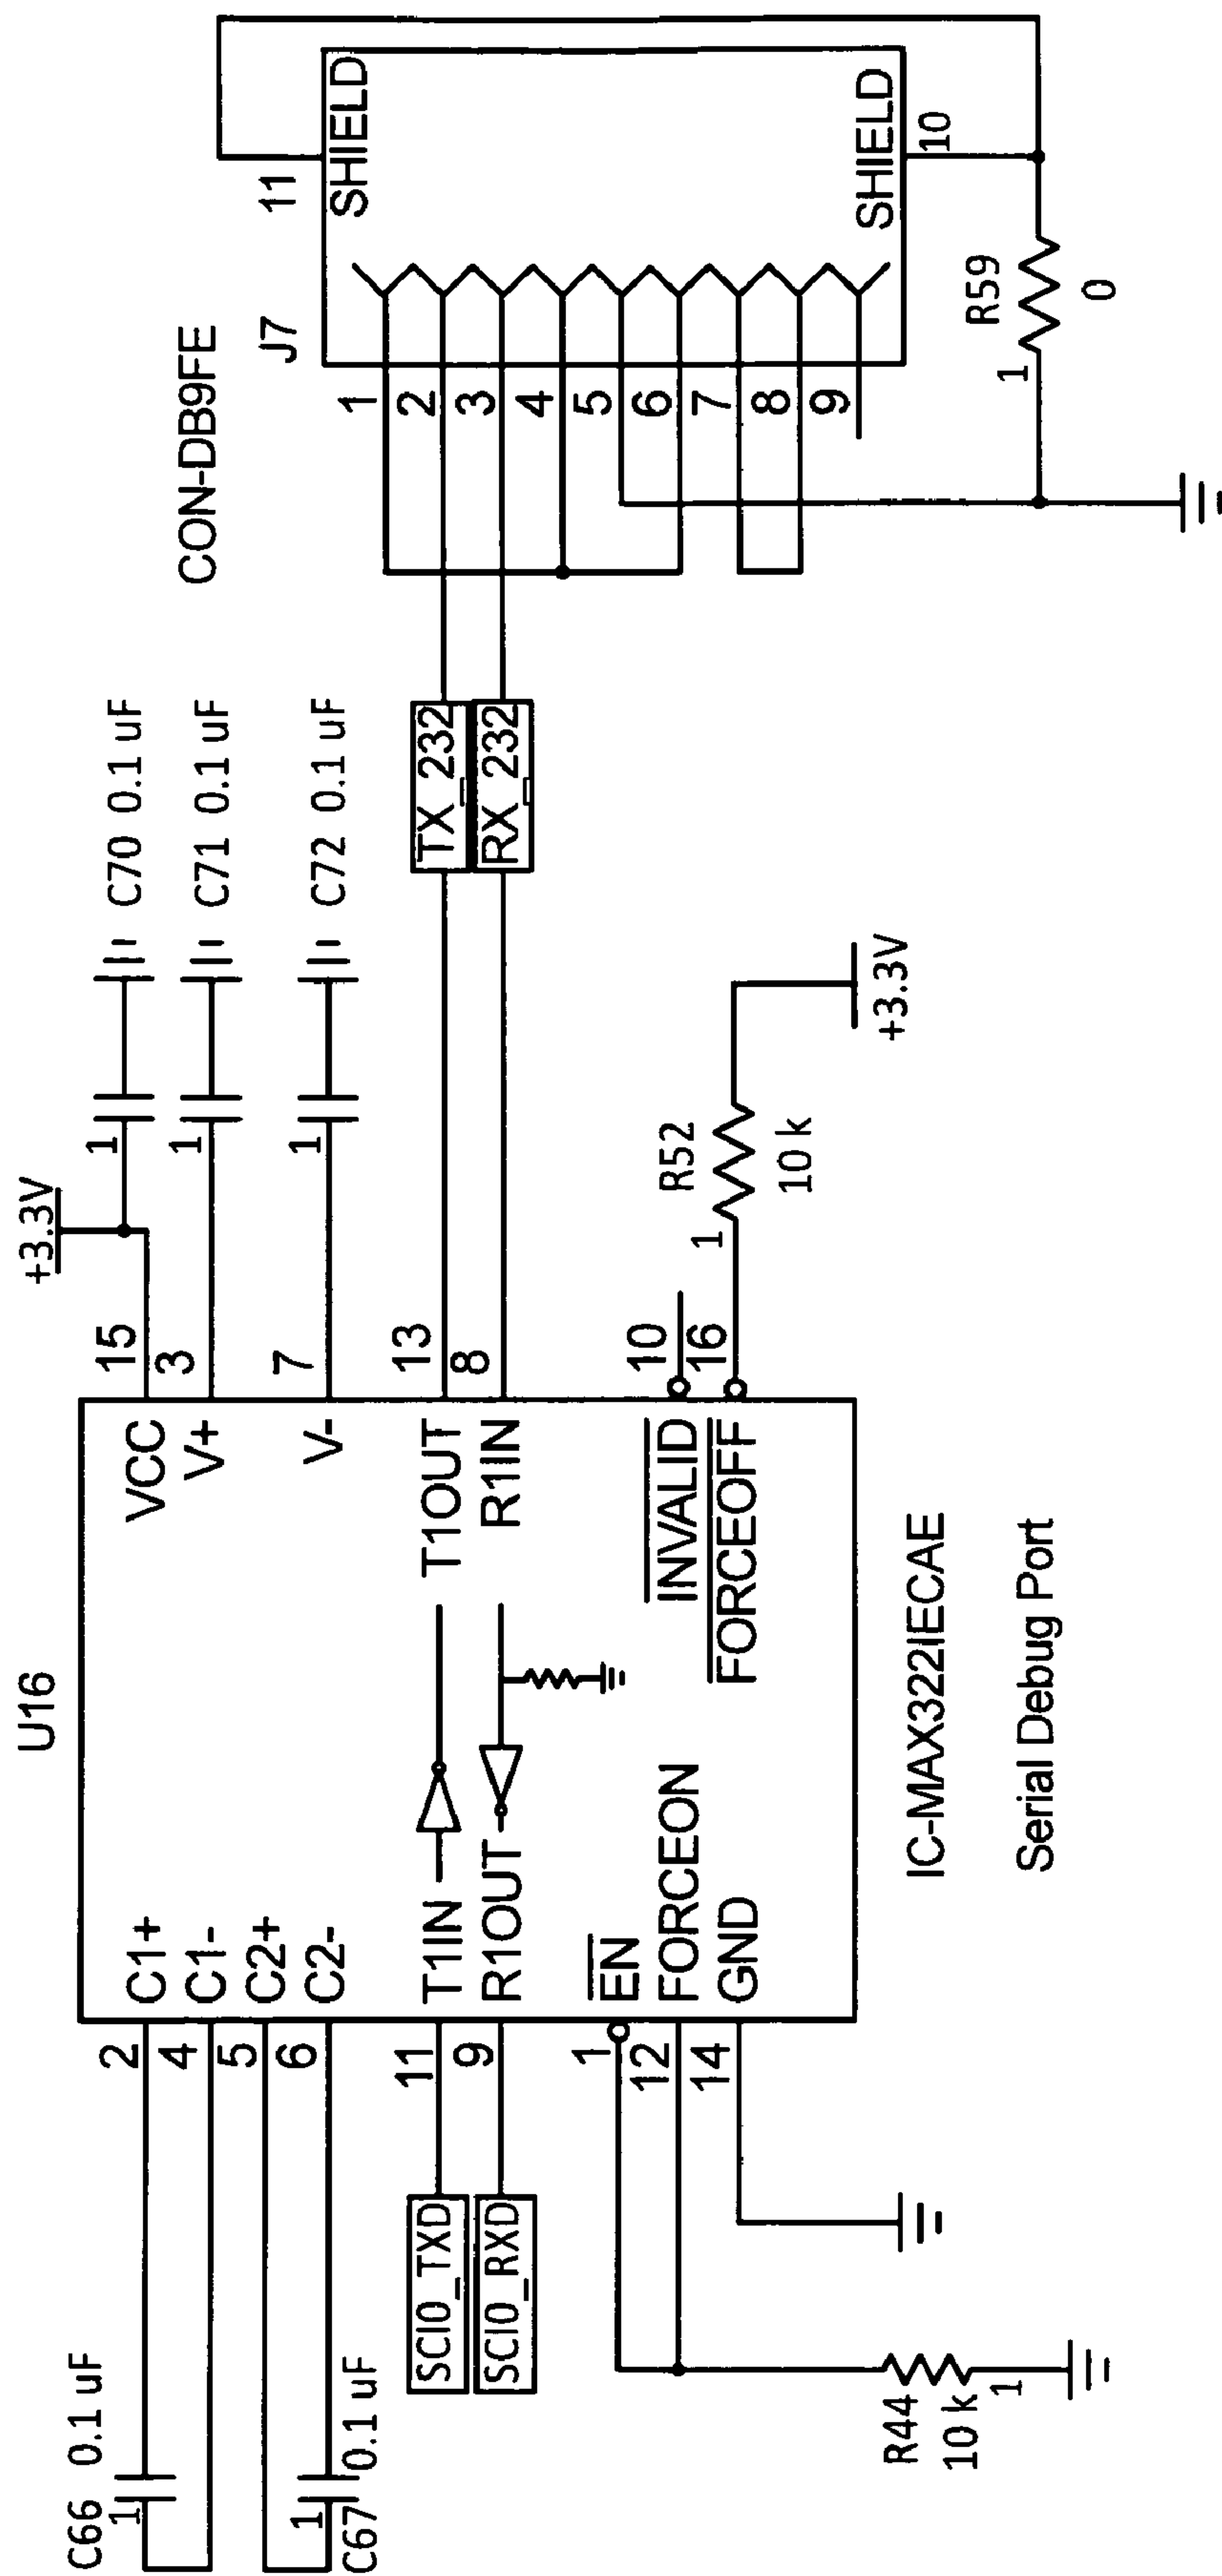 U16
C66 0.1 uF
1
C67
0.1 uF
1
2
4
5
6
11
9
1
12
14
C1+
C1-
C2+
C2-
T1IN
R1OUT
EN
FORCEON
GND
SCI0_TXD
SCI0_RXD
R44
10 k
1
VCC
V+
V-
T1OUT
R1IN
INVALID
FORCEOFF
15
3
7
13
8
10
16
+3.3V
1
C70 0.1 uF
1
C71 0.1 uF
1
C72 0.1 uF
TX_232
RX_232
R52
1
10 k
+3.3V
CON-DB9FE
J7
11
SHIELD
1
2
3
4
5
6
7
8
9
SHIELD
10
R59
1
0
IC-MAX322IECAE
Serial Debug Port